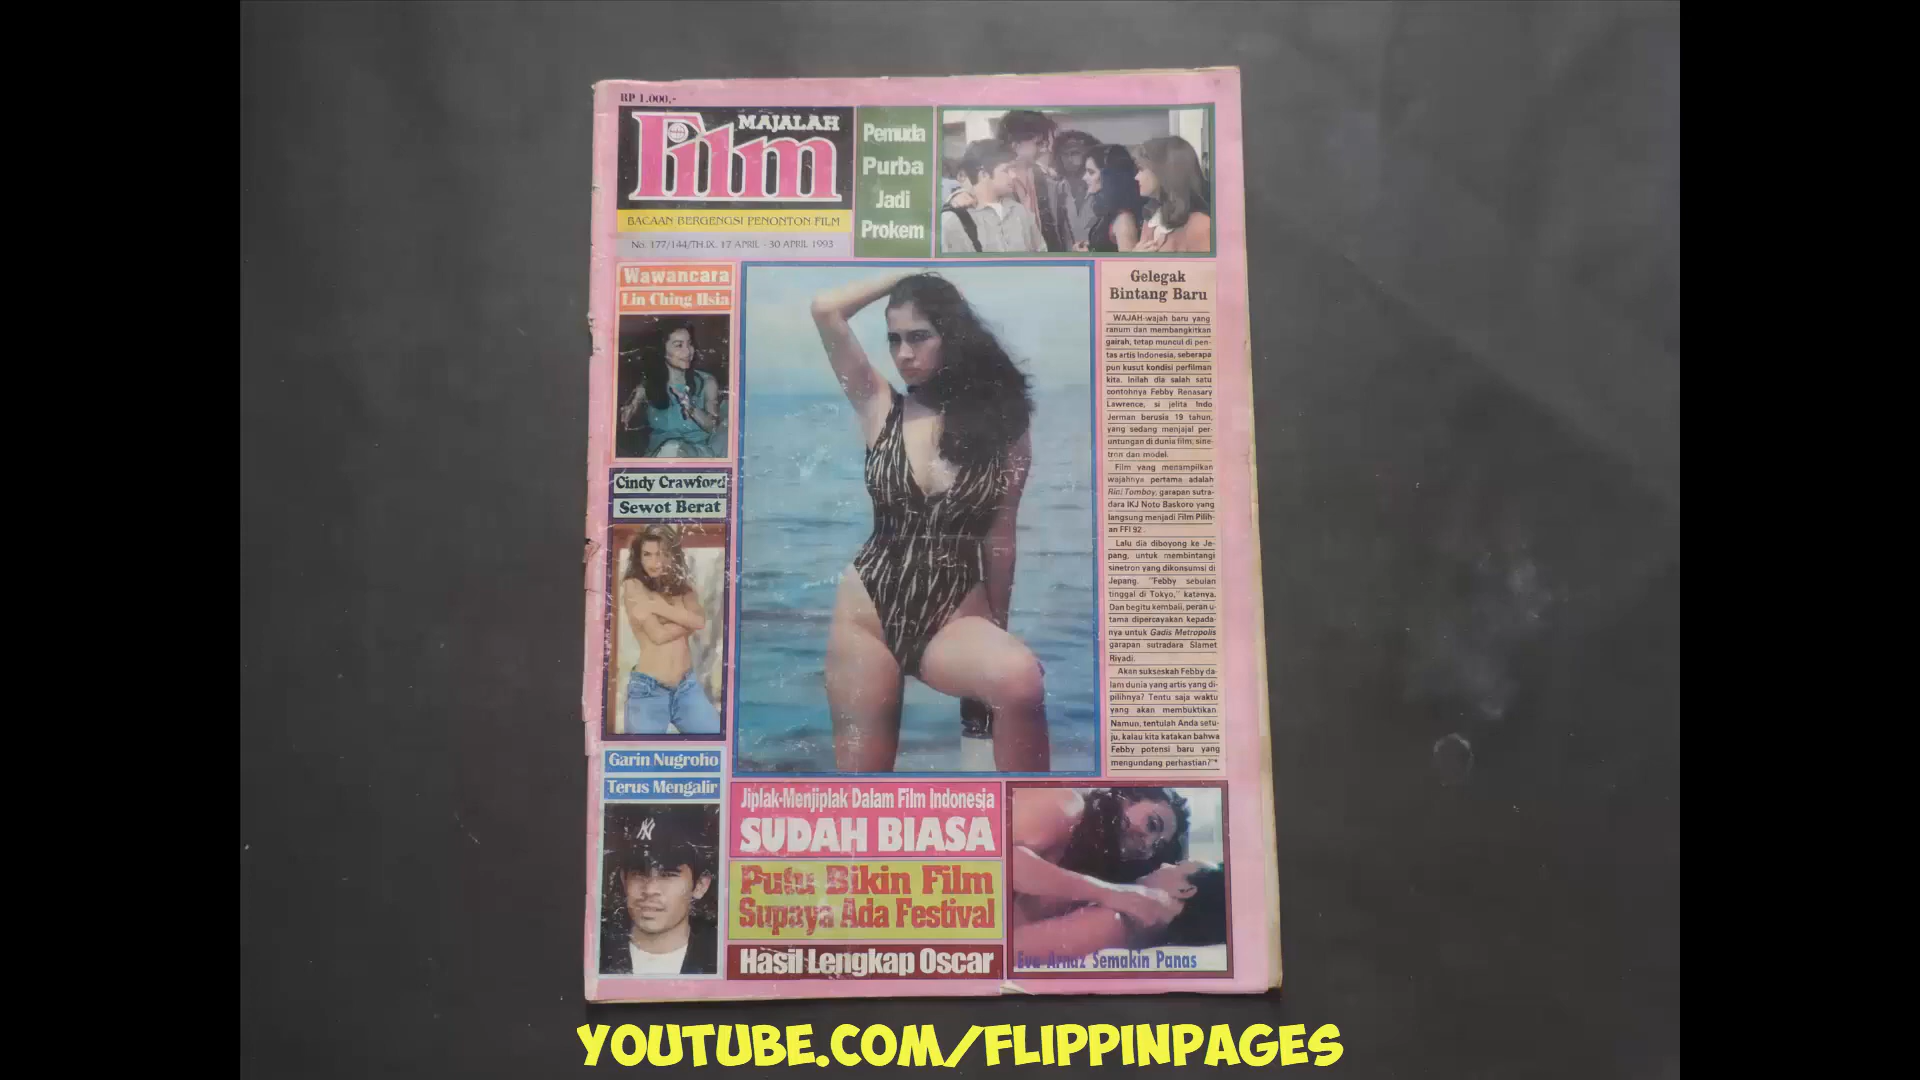 RP 1.000,-
MAJALAH
Film
BACAAN BERGENGSI PENONTON FILM
No. 177/144/TH.IX. 17 APRIL - 30 APRIL 1993
Pemuda
Purba
Jadi
Prokem
Wawancara
Lin Ching Hsia
Cindy Crawford
Sewot Berat
Garin Nugroho
Terus Mengalir
Gelegak
Bintang Baru
WAJAH-wajah baru yang
ranum dan membangkitkan
gairah, tetap muncul di pen-
tas artis Indonesia, seberapa
pun kusut kondisi perfilman
kita. Inilah dia salah satu
contohnya Febby Renasary
Lawrence, si jelita Indo
Jerman berusia 19 tahun,
yang sedang menjajal per-
untungan di dunia film, sine-
tron dan model.
Film yang menampilkan
wajahnya pertama adalah
Rini Tomboy, garapan sutra-
dara IKJ Noto Baskoro yang
langsung menjadi Film Pilih-
an FFI 92.
Lalu dia diboyong ke Je-
pang, untuk membintangi
sinetron yang dikonsumsi di
Jepang. "Febby sebulan
tinggal di Tokyo," katanya.
Dan begitu kembali, peran u-
tama dipercayakan kepada-
nya untuk Gadis Metropolis
garapan sutradara Slamet
Riyadi.
Akan sukseskah Febby da-
lam dunia yang artis yang di-
pilihnya? Tentu saja waktu
yang akan membuktikan.
Namun, tentulah Anda setu-
ju, kalau kita katakan bahwa
Febby potensi baru yang
mengundang perhastian?"*
Jiplak-Menjiplak Dalam Film Indonesia
SUDAH BIASA
Putu Bikin Film
Supaya Ada Festival
Hasil Lengkap Oscar
Eva Arnaz Semakin Panas
YOUTUBE.COM/FLIPPINPAGES